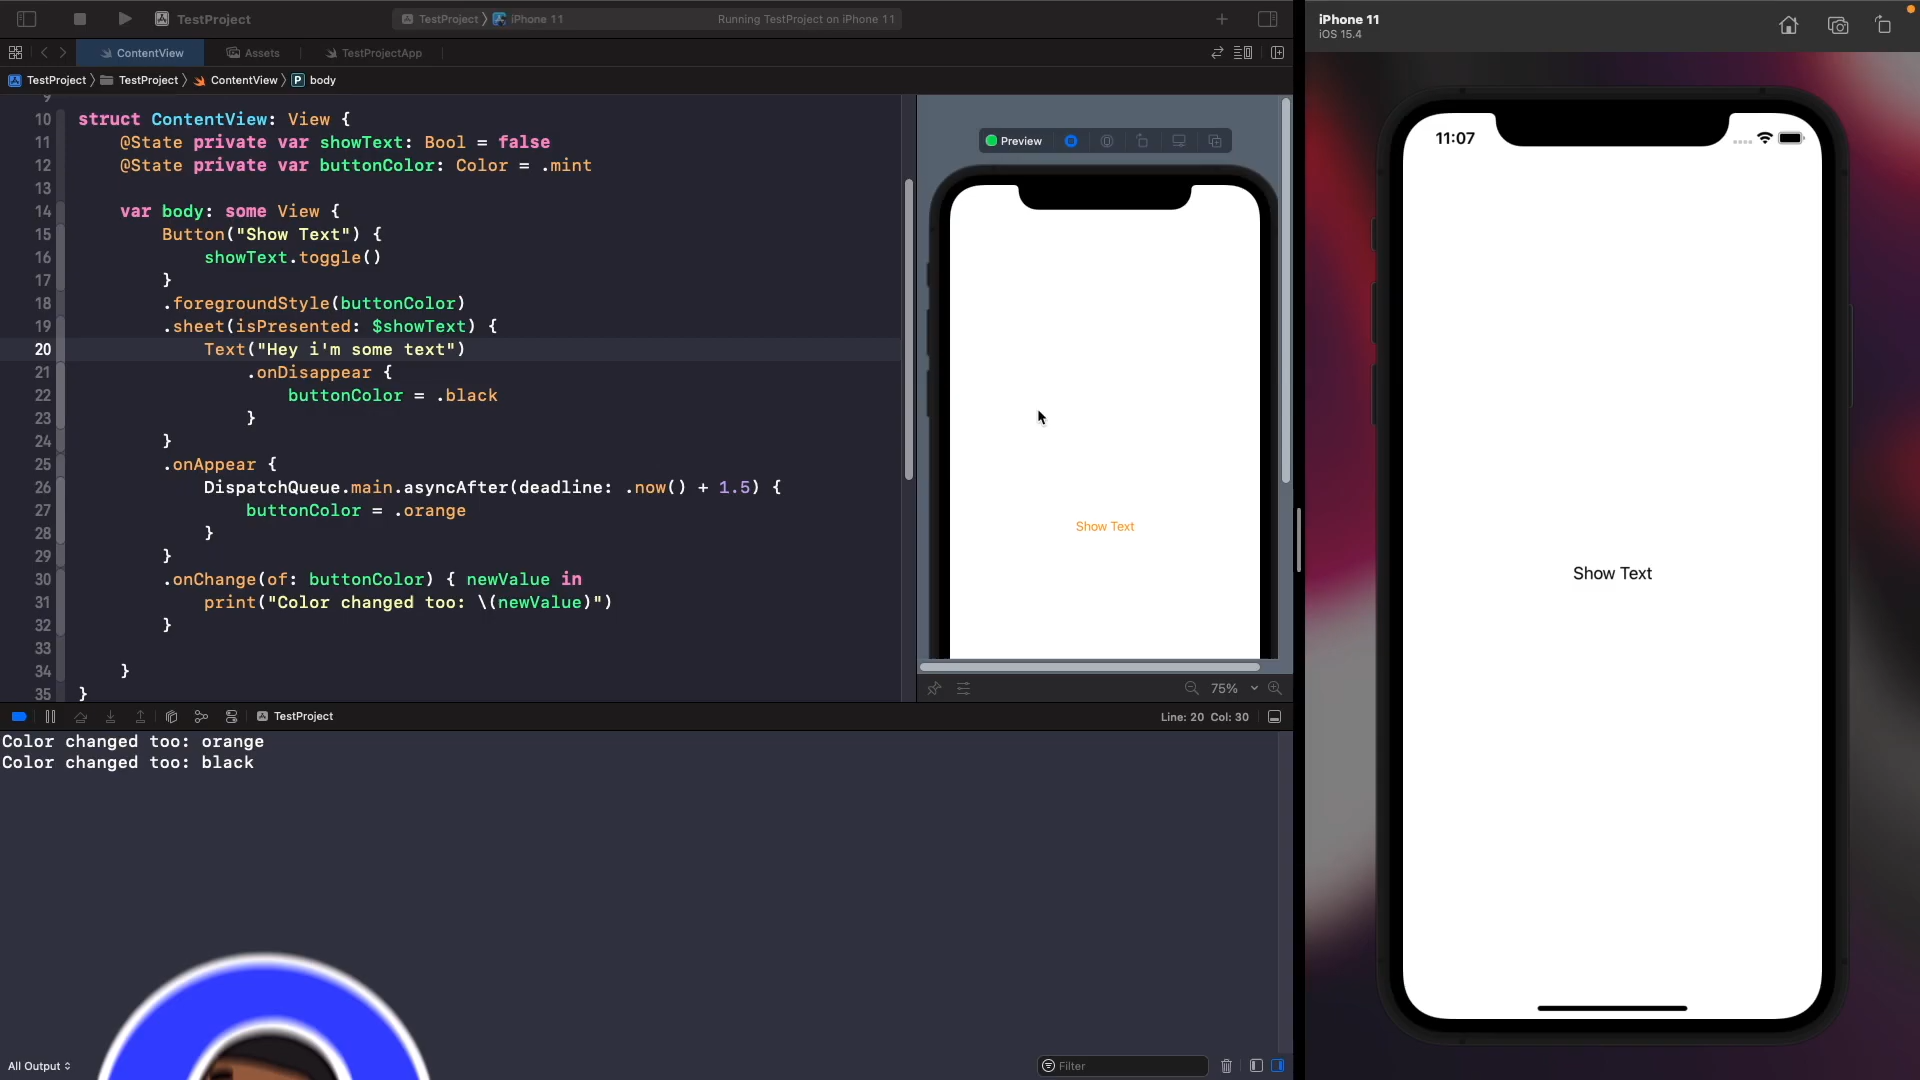 TestProject
TestProject 〉 iPhone 11
Running TestProject on iPhone 11
ContentView
Assets
TestProjectApp
TestProject 〉 TestProject 〉 ContentView 〉 P body
9
10 struct ContentView: View {
11 @State private var showText: Bool = false
12 @State private var buttonColor: Color = .mint
13
14 var body: some View {
15 Button("Show Text") {
16 showText.toggle()
17 }
18 .foregroundStyle(buttonColor)
19 .sheet(isPresented: $showText) {
20 Text("Hey i'm some text")
21 .onDisappear {
22 buttonColor = .black
23 }
24 }
25 .onAppear {
26 DispatchQueue.main.asyncAfter(deadline: .now() + 1.5) {
27 buttonColor = .orange
28 }
29 }
30 .onChange(of: buttonColor) { newValue in
31 print("Color changed too: \(newValue)")
32 }
33
34 }
35 }
Preview
Show Text
75%
TestProject
Line: 20 Col: 30
Color changed too: orange
Color changed too: black
All Output
Filter
iPhone 11
iOS 15.4
11:07
Show Text